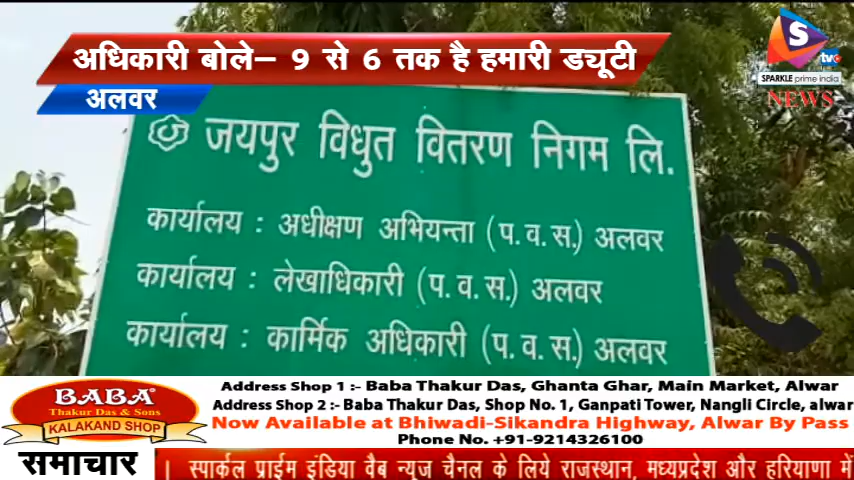 अधिकारी बोले– 9 से 6 तक है हमारी ड्यूटी
अलवर
S
tv
SPARKLE prime india
NEWS
जयपुर विधुत वितरण निगम लि.
कार्यालय : अधीक्षण अभियन्ता (प.व.स.) अलवर
कार्यालय : लेखाधिकारी (प.व.स.) अलवर
कार्यालय : कार्मिक अधिकारी (प.व.स.) अलवर
BABA
Thakur Das & Sons
KALAKAND SHOP
Address Shop 1 :- Baba Thakur Das, Ghanta Ghar, Main Market, Alwar
Address Shop 2 :- Baba Thakur Das, Shop No. 1, Ganpati Tower, Nangli Circle, alwar
Now Available at Bhiwadi-Sikandra Highway, Alwar By Pass
Phone No. +91-9214326100
समाचार
स्पार्कल प्राईम इंडिया वैब न्यूज चैनल के लिये राजस्थान, मध्यप्रदेश और हरियाणा में